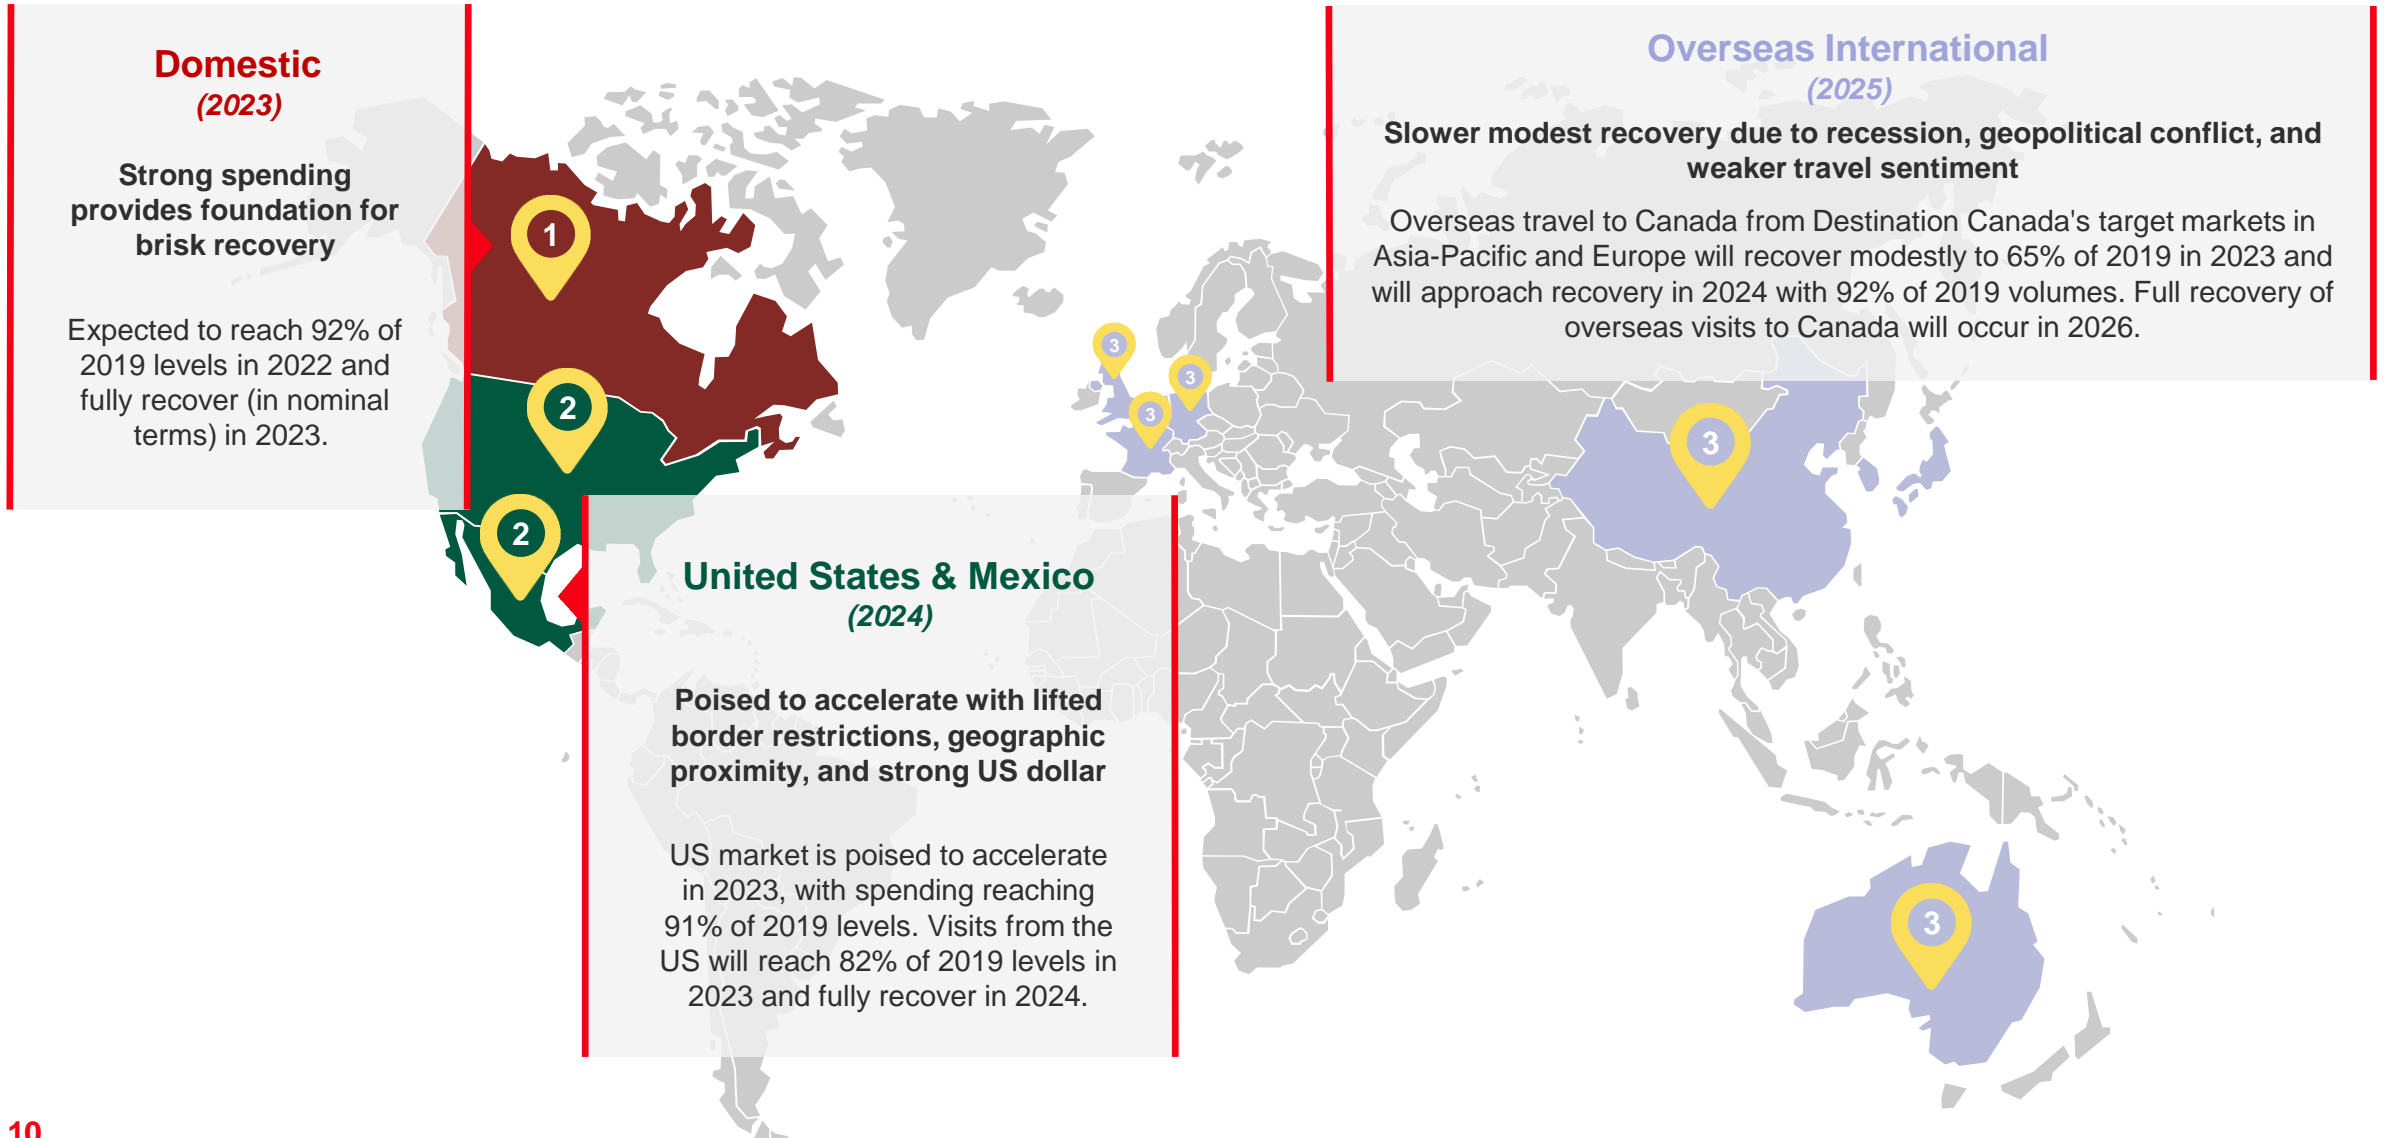 Domestic
(2023)
Strong spending
provides foundation for
brisk recovery
Expected to reach 92% of
2019 levels in 2022 and
fully recover (in nominal
terms) in 2023.
Overseas International
(2025)
Slower modest recovery due to recession, geopolitical conflict, and
weaker travel sentiment
Overseas travel to Canada from Destination Canada's target markets in
Asia-Pacific and Europe will recover modestly to 65% of 2019 in 2023 and
will approach recovery in 2024 with 92% of 2019 volumes. Full recovery of
overseas visits to Canada will occur in 2026.
1
2
2
3
3
3
3
3
United States & Mexico
(2024)
Poised to accelerate with lifted
border restrictions, geographic
proximity, and strong US dollar
US market is poised to accelerate
in 2023, with spending reaching
91% of 2019 levels. Visits from the
US will reach 82% of 2019 levels in
2023 and fully recover in 2024.
10